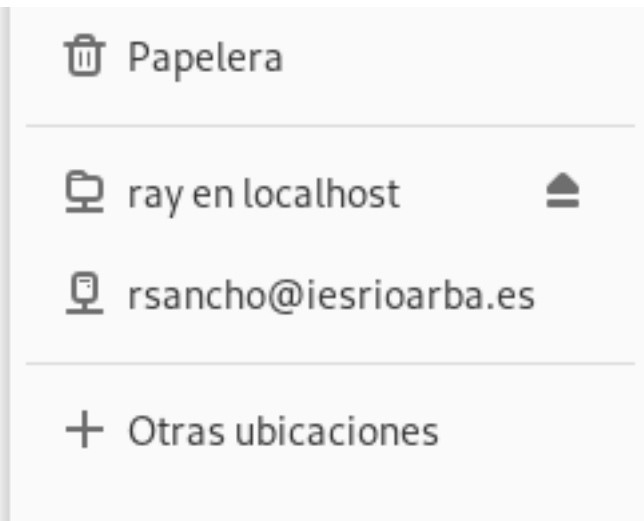 Papelera
ray en localhost
rsancho@iesrioarba.es
Otras ubicaciones